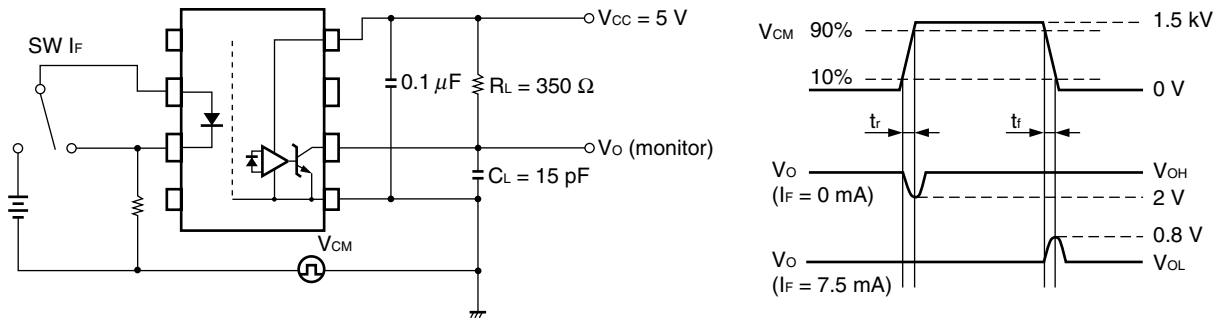 SW IF
VCC = 5 V
0.1 μF
RL = 350 Ω
VO (monitor)
CL = 15 pF
VCM
VCM 90%
10%
1.5 kV
0 V
tr
tf
VO
(IF = 0 mA)
VOH
2 V
0.8 V
VO
(IF = 7.5 mA)
VOL